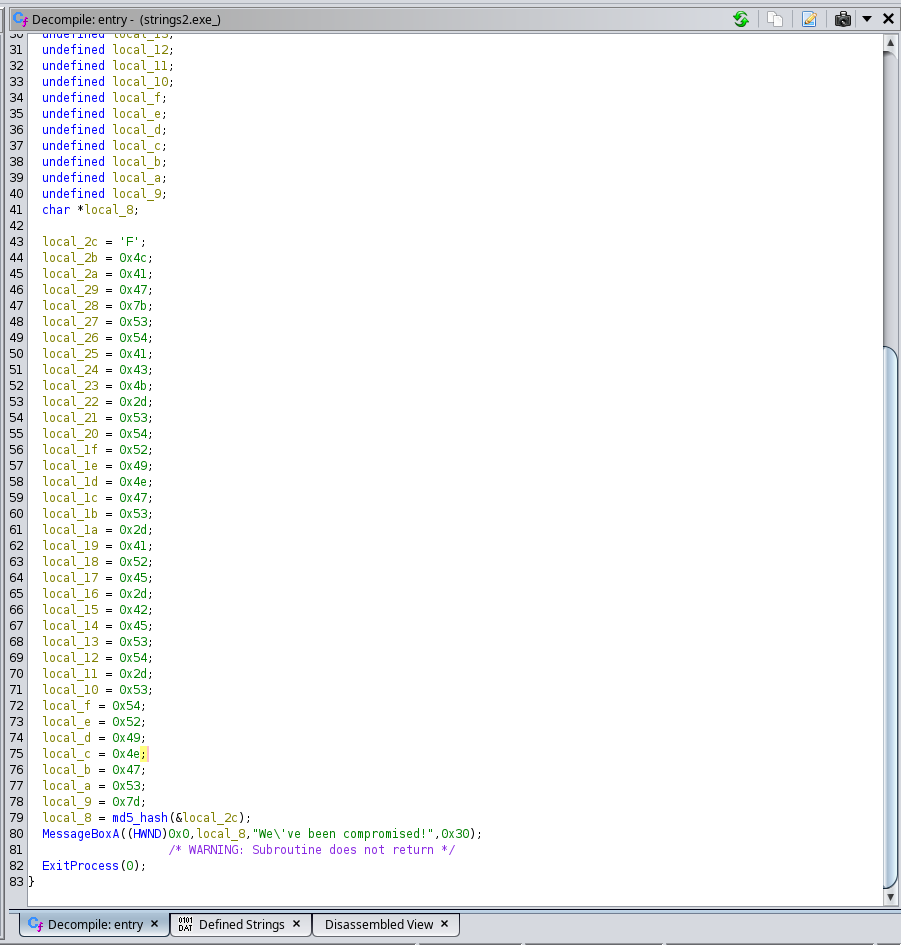 Decompile: entry - (strings2.exe_)
30 undefined local_13;
31 undefined local_12;
32 undefined local_11;
33 undefined local_10;
34 undefined local_f;
35 undefined local_e;
36 undefined local_d;
37 undefined local_c;
38 undefined local_b;
39 undefined local_a;
40 undefined local_9;
41 char *local_8;
42
43 local_2c = 'F';
44 local_2b = 0x4c;
45 local_2a = 0x41;
46 local_29 = 0x47;
47 local_28 = 0x7b;
48 local_27 = 0x53;
49 local_26 = 0x54;
50 local_25 = 0x41;
51 local_24 = 0x43;
52 local_23 = 0x4b;
53 local_22 = 0x2d;
54 local_21 = 0x53;
55 local_20 = 0x54;
56 local_1f = 0x52;
57 local_1e = 0x49;
58 local_1d = 0x4e;
59 local_1c = 0x47;
60 local_1b = 0x53;
61 local_1a = 0x2d;
62 local_19 = 0x41;
63 local_18 = 0x52;
64 local_17 = 0x45;
65 local_16 = 0x2d;
66 local_15 = 0x42;
67 local_14 = 0x45;
68 local_13 = 0x53;
69 local_12 = 0x54;
70 local_11 = 0x2d;
71 local_10 = 0x53;
72 local_f = 0x54;
73 local_e = 0x52;
74 local_d = 0x49;
75 local_c = 0x4e;
76 local_b = 0x47;
77 local_a = 0x53;
78 local_9 = 0x7d;
79 local_8 = md5_hash(&local_2c);
80 MessageBoxA((HWND)0x0,local_8,"We\'ve been compromised!",0x30);
81 /* WARNING: Subroutine does not return */
82 ExitProcess(0);
83 }
Decompile: entry × Defined Strings × Disassembled View ×